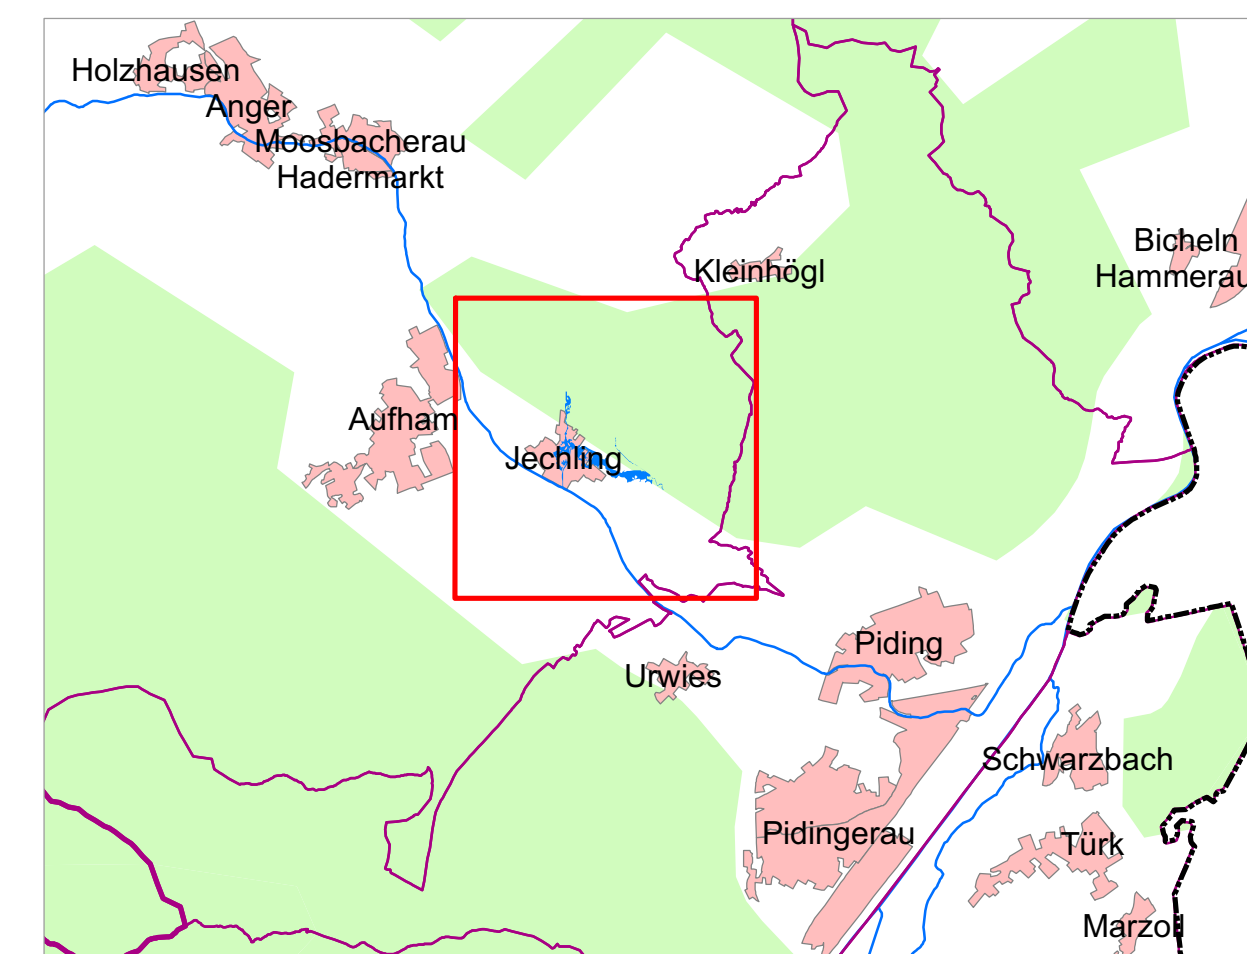 Holzhausen
Anger
Moosbacherau
Hadermarkt
Bicheln
Hammerau
Kleinhögl
Aufham
Jechling
Piding
Urwies
Schwarzbach
Pidingerau
Türk
Marzoll